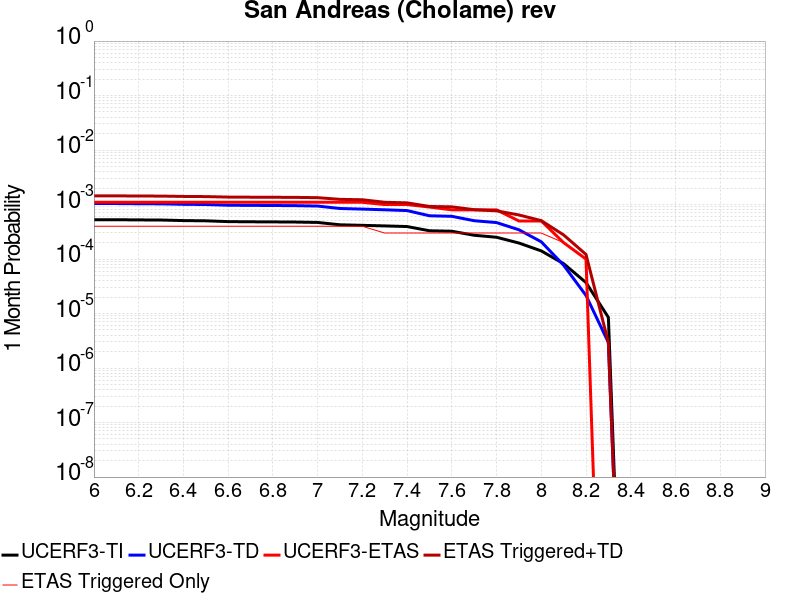 San Andreas (Cholame) rev
10^0
10^-1
10^-2
10^-3
10^-4
10^-5
10^-6
10^-7
10^-8
1 Month Probability
6 6.2 6.4 6.6 6.8 7 7.2 7.4 7.6 7.8 8 8.2 8.4 8.6 8.8 9
Magnitude
UCERF3-TI UCERF3-TD UCERF3-ETAS ETAS Triggered+TD
ETAS Triggered Only